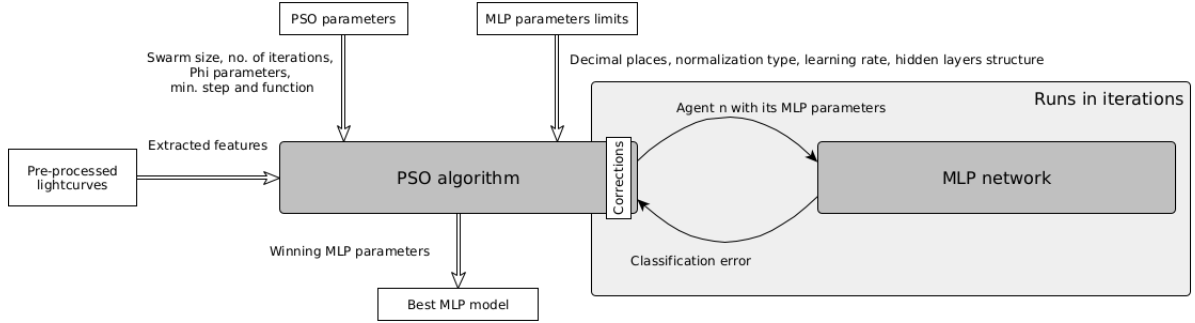 PSO parameters
MLP parameters limits
Swarm size, no. of iterations,
Phi parameters,
min. step and function
Decimal places, normalization type, learning rate, hidden layers structure
Runs in iterations
Agent n with its MLP parameters
Extracted features
Pre-processed
lightcurves
PSO algorithm
Corrections
MLP network
Winning MLP parameters
Classification error
Best MLP model